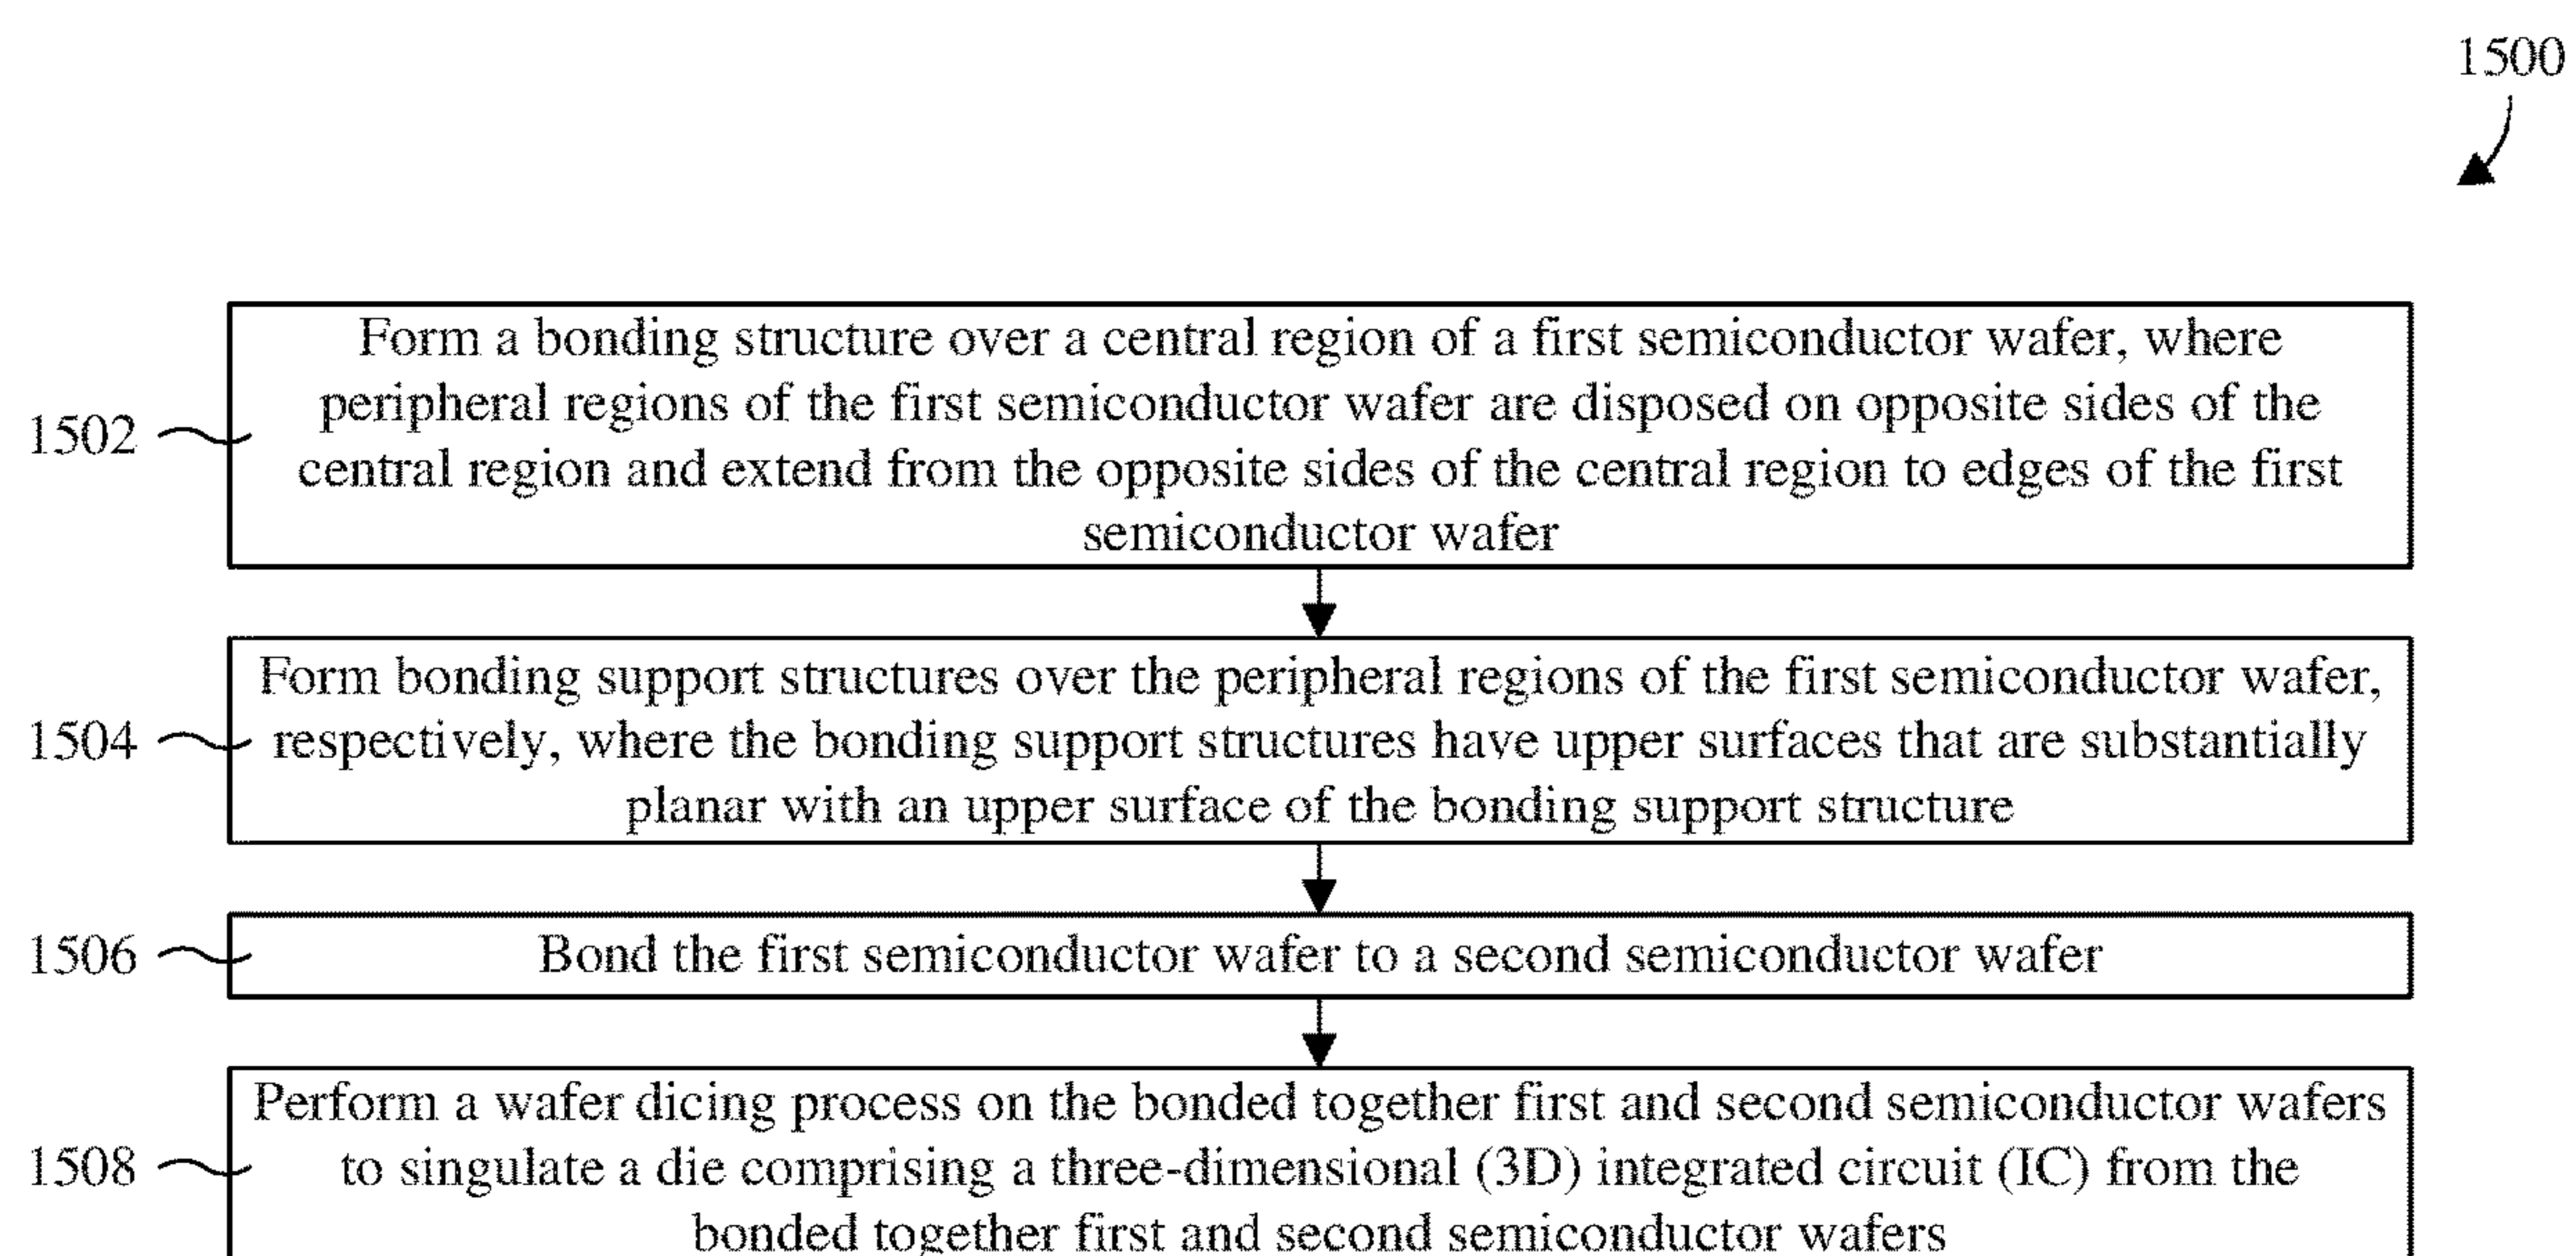 1500
Form a bonding structure over a central region of a first semiconductor wafer, where
peripheral regions of the first semiconductor wafer are disposed on opposite sides of the
1502
central region and extend from the opposite sides of the central region to edges of the first
semiconductor wafer
Form bonding support structures over the peripheral regions of the first semiconductor wafer,
1504
respectively, where the bonding support structures have upper surfaces that are substantially
planar with an upper surface of the bonding support structure
1506
Bond the first semiconductor wafer to a second semiconductor wafer
Perform a wafer dicing process on the bonded together first and second semiconductor wafers
1508
to singulate a die comprising a three-dimensional (3D) integrated circuit (IC) from the
bonded together first and second semiconductor wafers